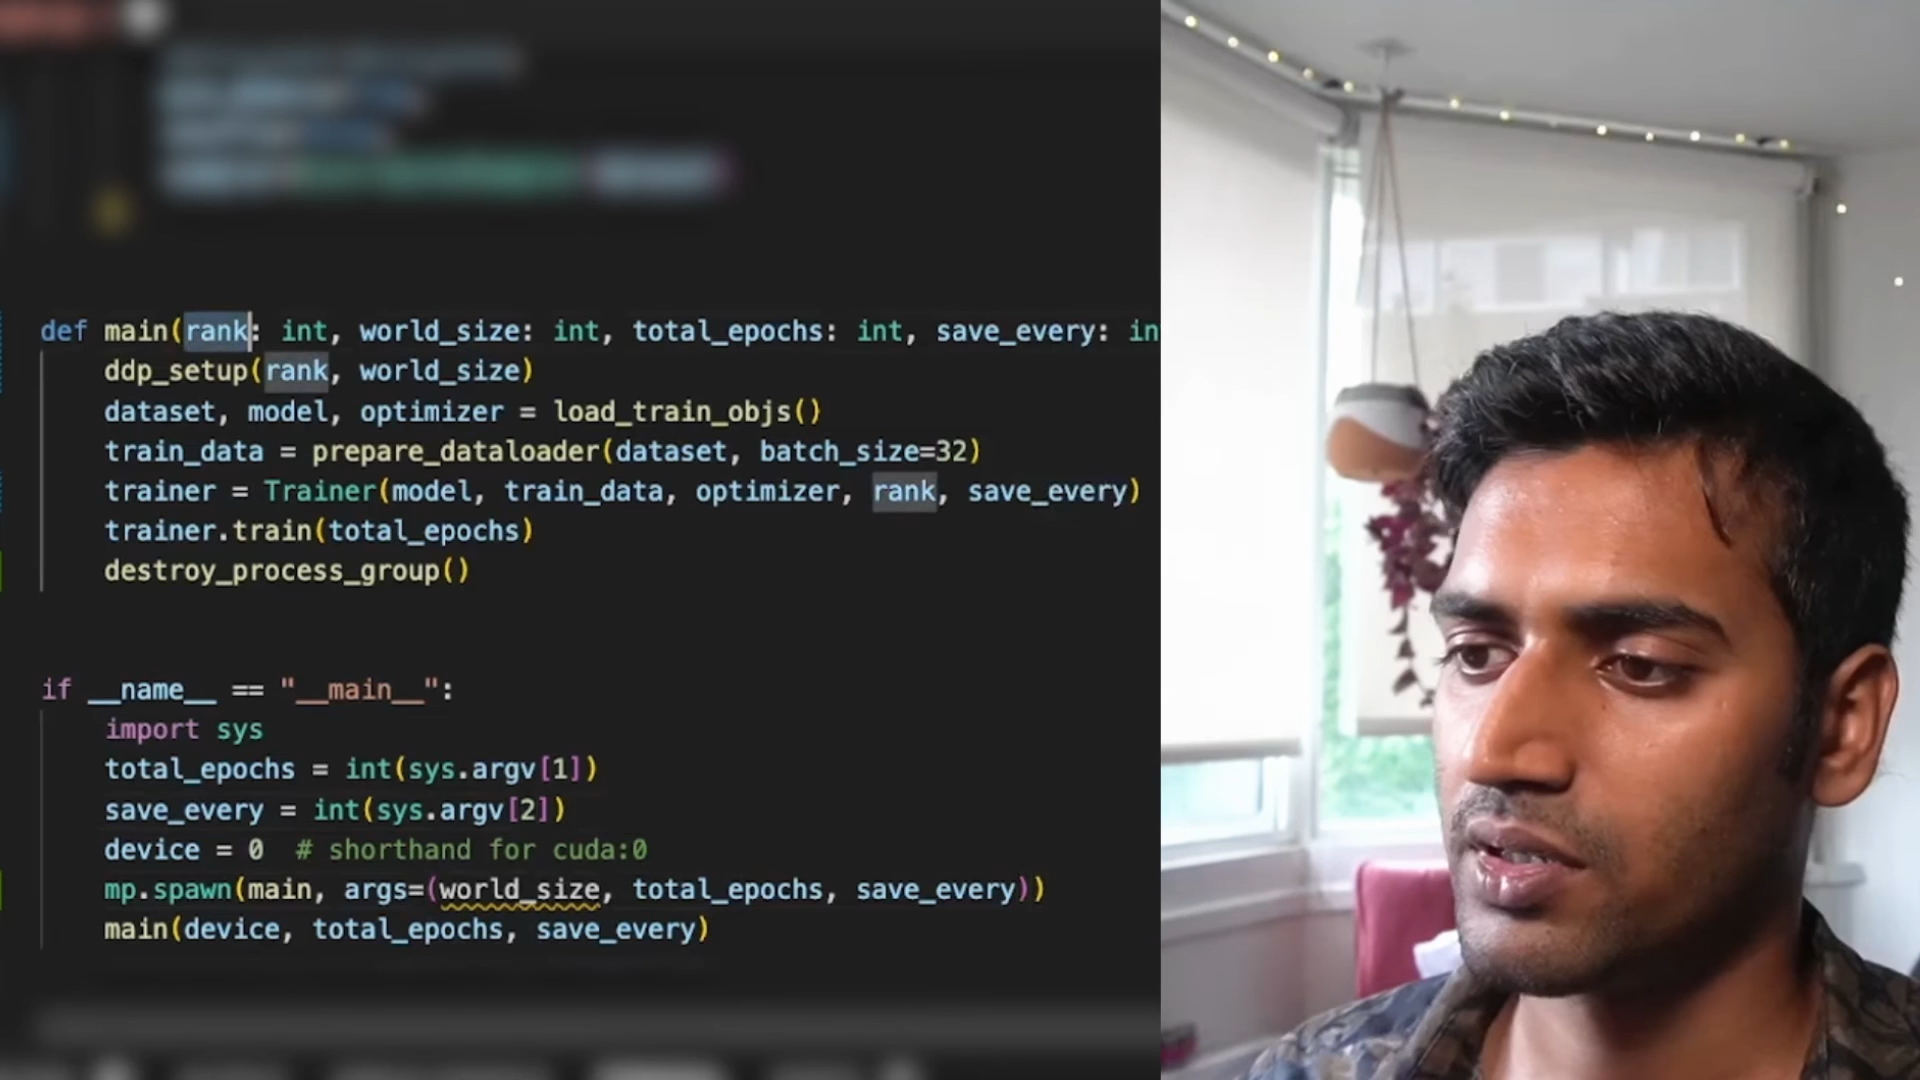 def main(rank: int, world_size: int, total_epochs: int, save_every: in
ddp_setup(rank, world_size)
dataset, model, optimizer = load_train_objs()
train_data = prepare_dataloader(dataset, batch_size=32)
trainer = Trainer(model, train_data, optimizer, rank, save_every)
trainer.train(total_epochs)
destroy_process_group()
if __name__ == "__main__":
import sys
total_epochs = int(sys.argv[1])
save_every = int(sys.argv[2])
device = 0  # shorthand for cuda:0
mp.spawn(main, args=(world_size, total_epochs, save_every))
main(device, total_epochs, save_every)